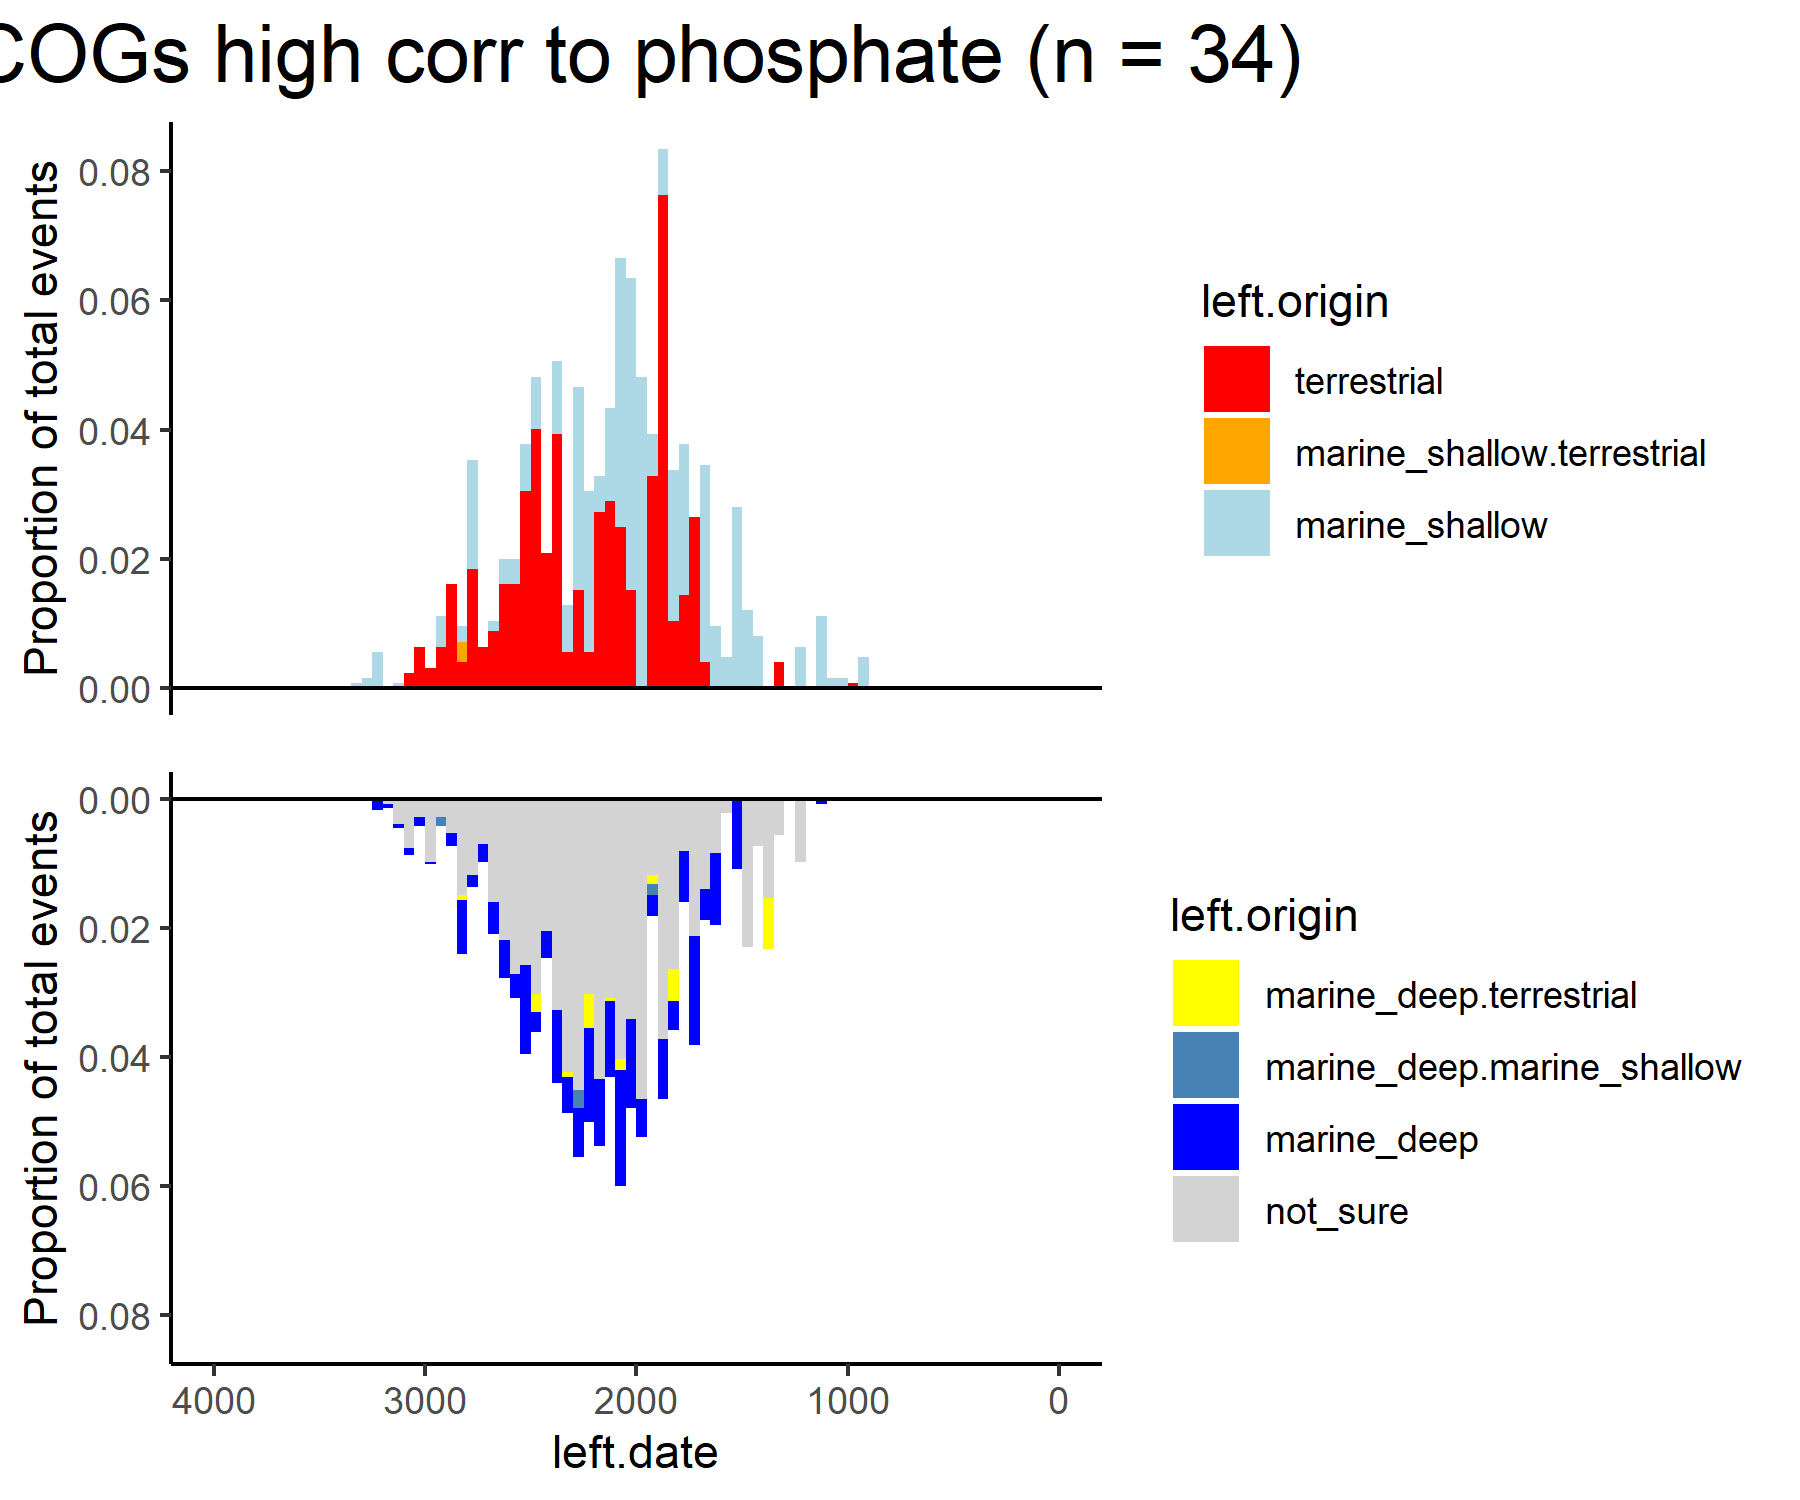 COGs high corr to phosphate (n = 34)
Proportion of total events
0.08
0.06
0.04
0.02
0.00
left.origin
terrestrial
marine_shallow.terrestrial
marine_shallow
Proportion of total events
0.00
0.02
0.04
0.06
0.08
4000 3000 2000 1000 0
left.date
left.origin
marine_deep.terrestrial
marine_deep.marine_shallow
marine_deep
not_sure